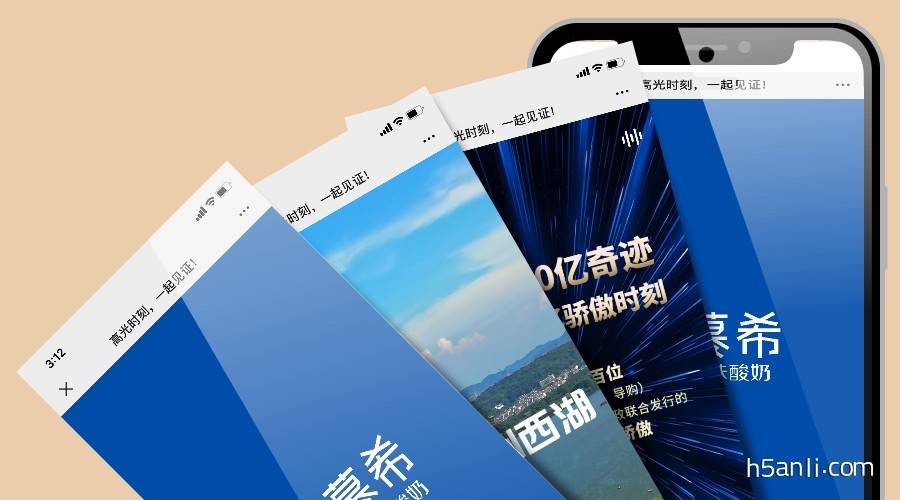 3:12
高光时刻，一起见证！
慕希
酸奶
时刻，一起见证！
西湖
光时刻，一起见证！
0亿奇迹
骄傲时刻
百位
导购）
政联合发行的
骄傲
高光时刻，一起见证！
慕希
酸奶
h5anli.com